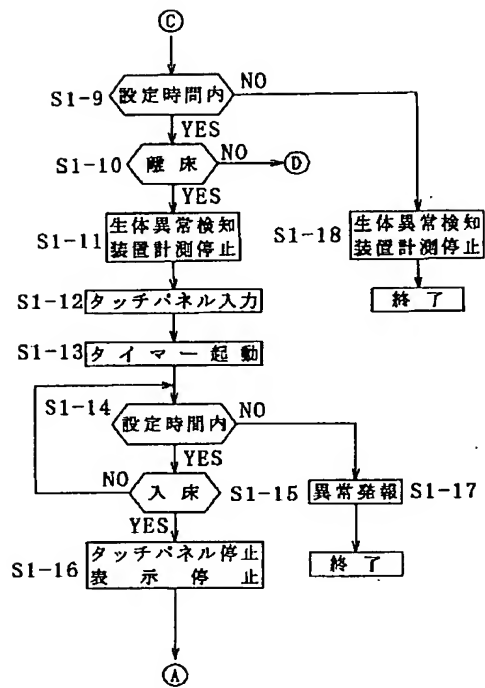 C
S1-9
設定時間内
NO
YES
S1-10
離床
NO
D
YES
S1-11
生体異常検知
装置計測停止
S1-18
生体異常検知
装置計測停止
終了
S1-12
タッチパネル入力
S1-13
タイマー起動
S1-14
設定時間内
NO
YES
NO
入床
S1-15
異常発報
S1-17
YES
終了
S1-16
タッチパネル停止
表示停止
A